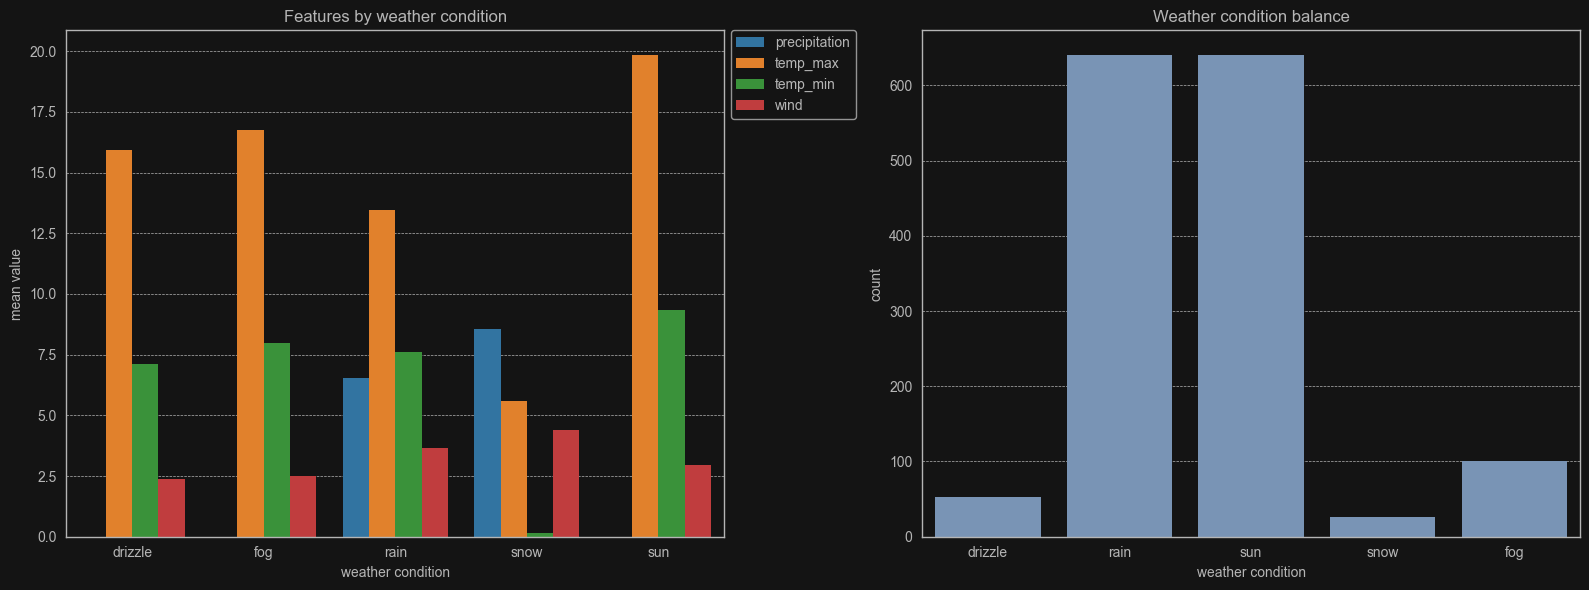 Features by weather condition
20.0
17.5
15.0
12.5
10.0
7.5
5.0
2.5
0.0
mean value
drizzle fog rain snow sun
weather condition
precipitation
temp_max
temp_min
wind
Weather condition balance
600
500
400
300
200
100
0
count
drizzle rain sun snow fog
weather condition